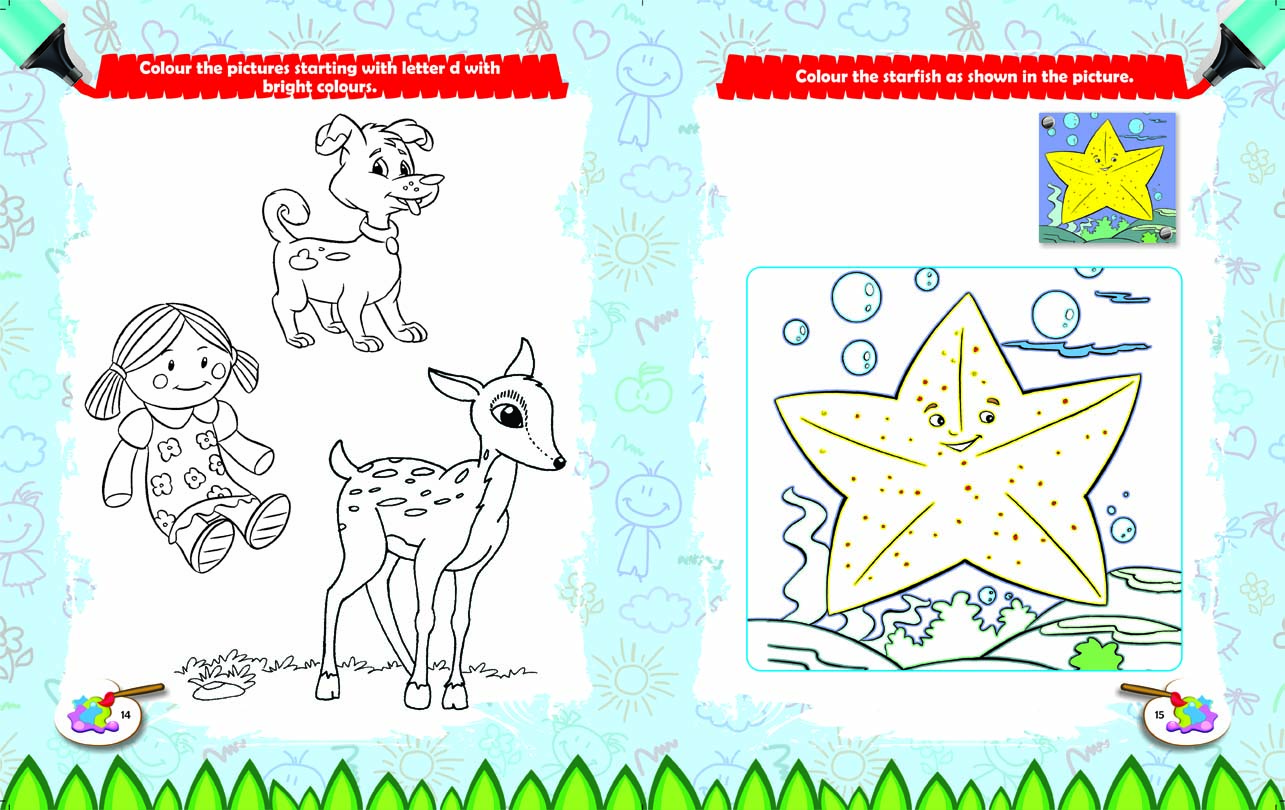 Colour the pictures starting with letter d with
bright colours.
14
Colour the starfish as shown in the picture.
15